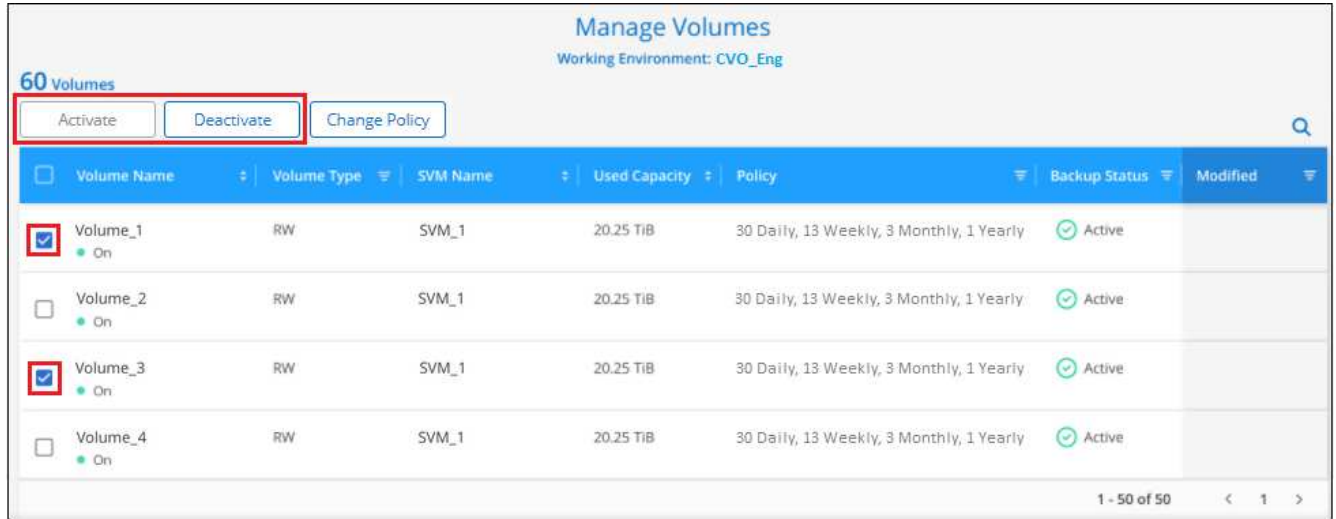 Manage Volumes
Working Environment: CVO_Eng
60 Volumes
Activate Deactivate Change Policy
Volume Name Volume Type SVM Name Used Capacity Policy Backup Status Modified
Volume_1 RW SVM_1 20.25 TiB 30 Daily, 13 Weekly, 3 Monthly, 1 Yearly Active
On
Volume_2 RW SVM_1 20.25 TiB 30 Daily, 13 Weekly, 3 Monthly, 1 Yearly Active
On
Volume_3 RW SVM_1 20.25 TiB 30 Daily, 13 Weekly, 3 Monthly, 1 Yearly Active
On
Volume_4 RW SVM_1 20.25 TiB 30 Daily, 13 Weekly, 3 Monthly, 1 Yearly Active
On
1 - 50 of 50 < 1 >